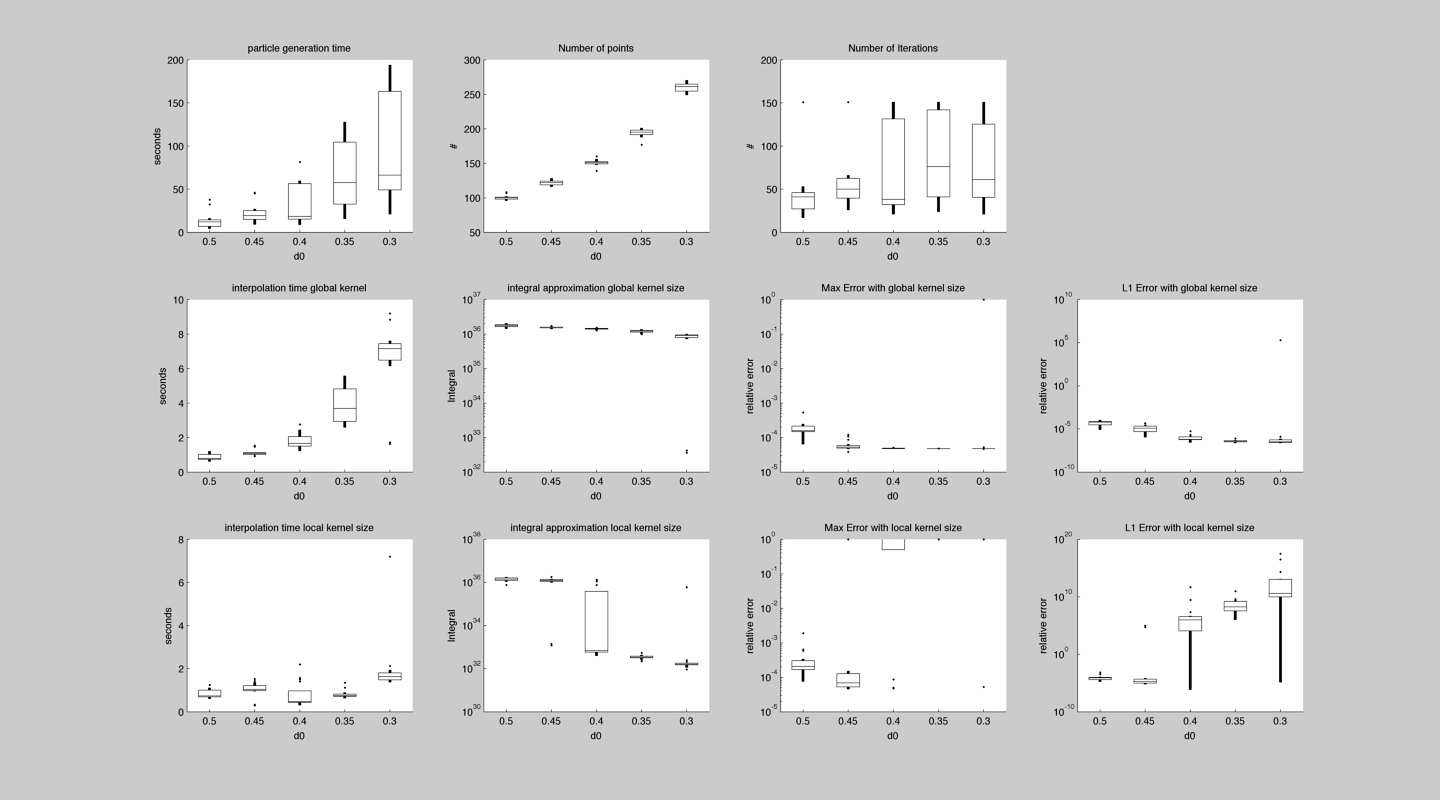 particle generation time
seconds
200
150
100
50
0
0.5 0.45 0.4 0.35 0.3
d0
Number of points
#
300
250
200
150
100
50
0.5 0.45 0.4 0.35 0.3
d0
Number of Iterations
#
200
150
100
50
0
0.5 0.45 0.4 0.35 0.3
d0
interpolation time global kernel
seconds
10
8
6
4
2
0
0.5 0.45 0.4 0.35 0.3
d0
integral approximation global kernel size
Integral
10^37
10^36
10^35
10^34
10^33
10^32
0.5 0.45 0.4 0.35 0.3
d0
Max Error with global kernel size
relative error
10^0
10^-1
10^-2
10^-3
10^-4
10^-5
0.5 0.45 0.4 0.35 0.3
d0
L1 Error with global kernel size
relative error
10^10
10^5
10^0
10^-5
10^-10
0.5 0.45 0.4 0.35 0.3
d0
interpolation time local kernel size
seconds
8
6
4
2
0
0.5 0.45 0.4 0.35 0.3
d0
integral approximation local kernel size
Integral
10^38
10^36
10^34
10^32
10^30
0.5 0.45 0.4 0.35 0.3
d0
Max Error with local kernel size
relative error
10^0
10^-1
10^-2
10^-3
10^-4
10^-5
0.5 0.45 0.4 0.35 0.3
d0
L1 Error with local kernel size
relative error
10^20
10^10
10^0
10^-10
0.5 0.45 0.4 0.35 0.3
d0